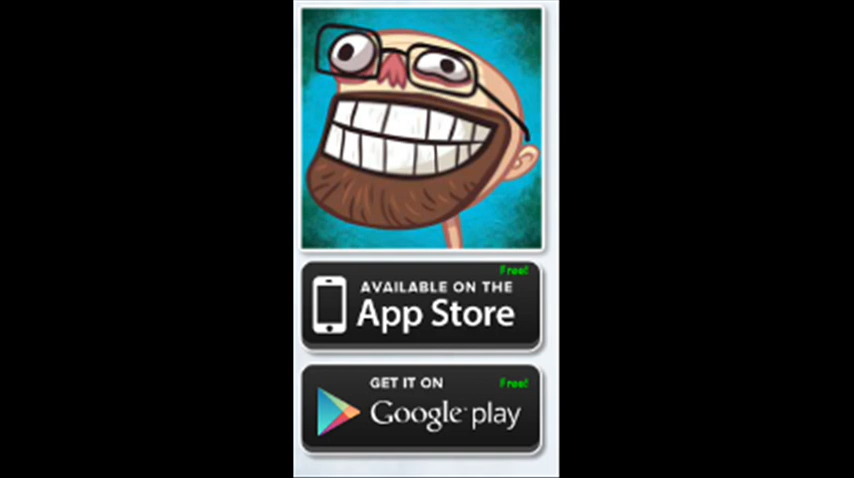 Free!
AVAILABLE ON THE
App Store
GET IT ON
Free!
Google play